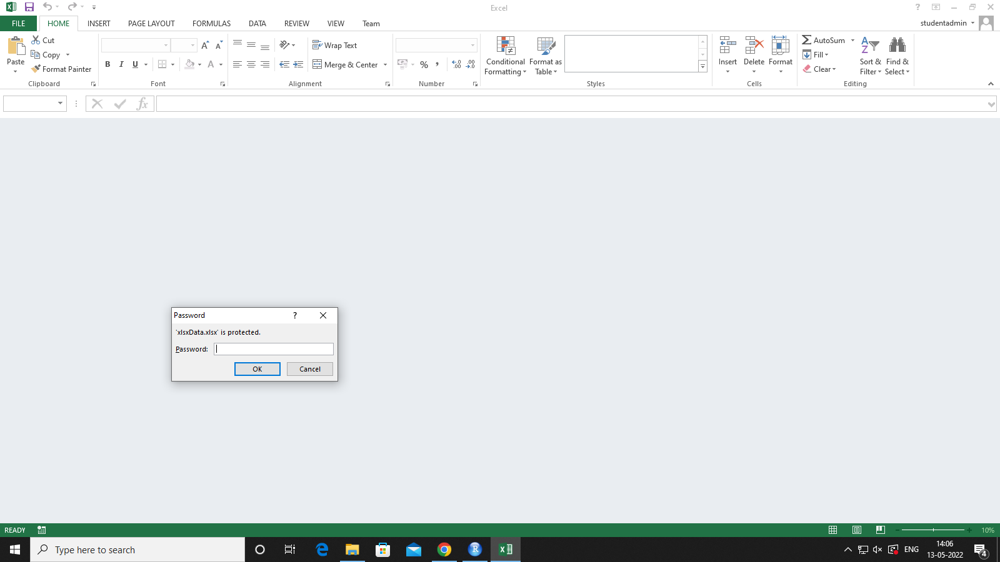 Excel
?
FILE HOME INSERT PAGE LAYOUT FORMULAS DATA REVIEW VIEW Team studentadmin
Cut
Copy
Format Painter
Paste
Clipboard
B I U A
Font
Wrap Text
Merge & Center
Alignment
% ,
Number
Conditional
Formatting
Format as
Table
Styles
Insert
Delete
Format
Cells
AutoSum
Fill
Clear
Sort &
Filter
Find &
Select
Editing
fx
Password ?
'xlsxData.xlsx' is protected.
Password:
OK Cancel
READY 10%
Type here to search
ENG
14:06
13-05-2022
4